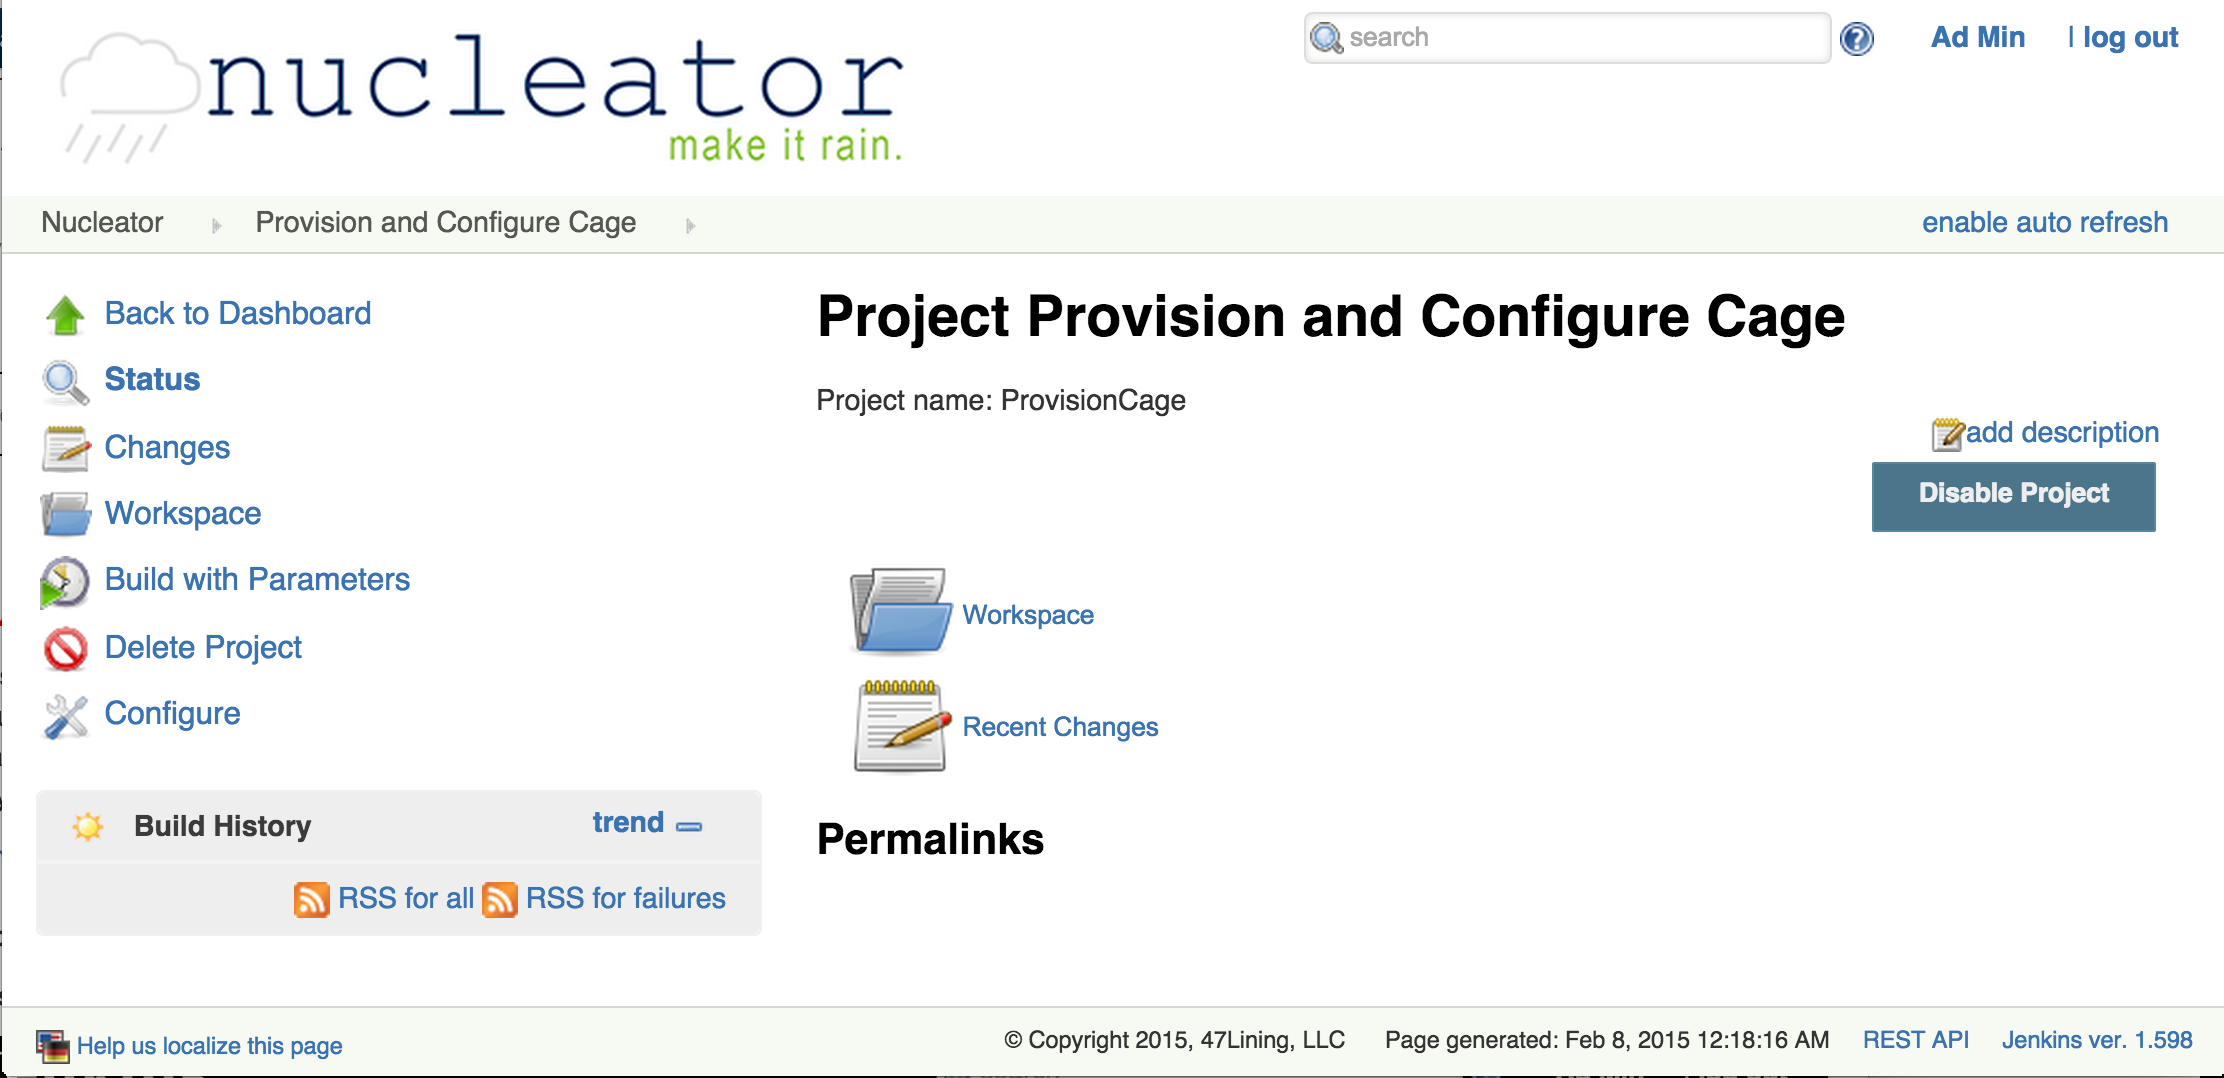 nucleator
make it rain.
search
Ad Min | log out
Nucleator Provision and Configure Cage enable auto refresh
Back to Dashboard
Status
Changes
Workspace
Build with Parameters
Delete Project
Configure
Build History trend
RSS for all RSS for failures
Project Provision and Configure Cage
Project name: ProvisionCage
add description
Disable Project
Workspace
Recent Changes
Permalinks
Help us localize this page © Copyright 2015, 47Lining, LLC Page generated: Feb 8, 2015 12:18:16 AM REST API Jenkins ver. 1.598